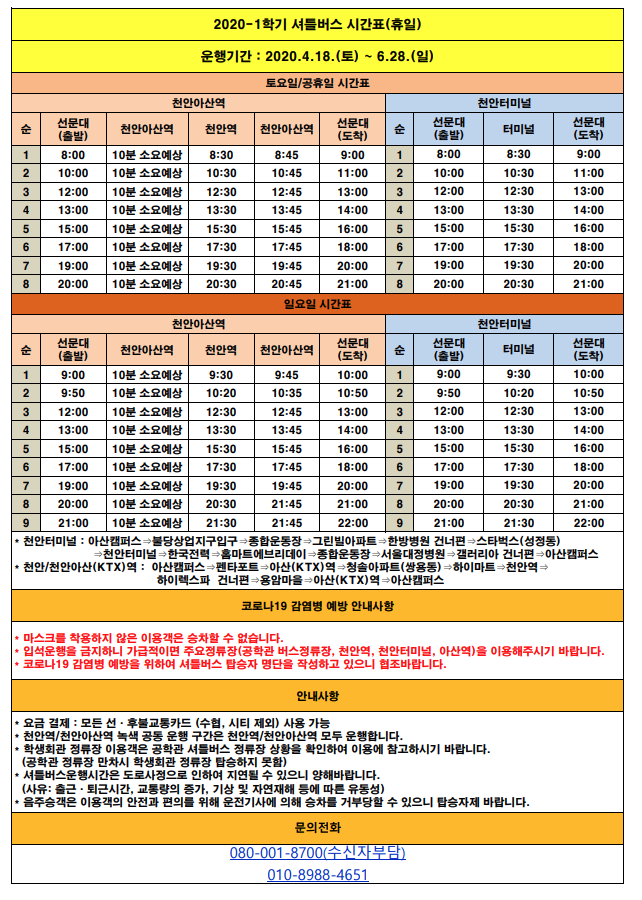 2020-1학기 셔틀버스 시간표(휴일)
운행기간 : 2020.4.18.(토) ~ 6.28.(일)
토요일/공휴일 시간표
천안아산역 천안터미널
순 선문대(출발) 천안아산역 천안역 천안아산역 선문대(도착) 순 선문대(출발) 터미널 선문대(도착)
1 8:00 10분 소요예상 8:30 8:45 9:00 1 8:00 8:30 9:00
2 10:00 10분 소요예상 10:30 10:45 11:00 2 10:00 10:30 11:00
3 12:00 10분 소요예상 12:30 12:45 13:00 3 12:00 12:30 13:00
4 13:00 10분 소요예상 13:30 13:45 14:00 4 13:00 13:30 14:00
5 15:00 10분 소요예상 15:30 15:45 16:00 5 15:00 15:30 16:00
6 17:00 10분 소요예상 17:30 17:45 18:00 6 17:00 17:30 18:00
7 19:00 10분 소요예상 19:30 19:45 20:00 7 19:00 19:30 20:00
8 20:00 10분 소요예상 20:30 20:45 21:00 8 20:00 20:30 21:00
일요일 시간표
천안아산역 천안터미널
순 선문대(출발) 천안아산역 천안역 천안아산역 선문대(도착) 순 선문대(출발) 터미널 선문대(도착)
1 9:00 10분 소요예상 9:30 9:45 10:00 1 9:00 9:30 10:00
2 9:50 10분 소요예상 10:20 10:35 10:50 2 9:50 10:20 10:50
3 12:00 10분 소요예상 12:30 12:45 13:00 3 12:00 12:30 13:00
4 13:00 10분 소요예상 13:30 13:45 14:00 4 13:00 13:30 14:00
5 15:00 10분 소요예상 15:30 15:45 16:00 5 15:00 15:30 16:00
6 17:00 10분 소요예상 17:30 17:45 18:00 6 17:00 17:30 18:00
7 19:00 10분 소요예상 19:30 19:45 20:00 7 19:00 19:30 20:00
8 20:00 10분 소요예상 20:30 21:45 21:00 8 20:00 20:30 21:00
9 21:00 10분 소요예상 21:30 21:45 22:00 9 21:00 21:30 22:00
* 천안터미널 : 아산캠퍼스⇒불당상업지구입구⇒종합운동장⇒그린빌아파트⇒한방병원 건너편⇒스타벅스(성정동)
⇒천안터미널⇒한국전력⇒홈마트에브리데이⇒종합운동장⇒서울대정병원⇒갤러리아 건너편⇒아산캠퍼스
* 천안/천안아산(KTX)역 : 아산캠퍼스⇒펜타포트⇒아산(KTX)역⇒청솔아파트(쌍용동)⇒하이마트⇒천안역⇒
하이렉스파 건너편⇒용암마을⇒아산(KTX)역⇒아산캠퍼스
코로나19 감염병 예방 안내사항
* 마스크를 착용하지 않은 이용객은 승차할 수 없습니다.
* 입석운행을 금지하니 가급적이면 주요정류장(공학관 버스정류장, 천안역, 천안터미널, 아산역)을 이용해주시기 바랍니다.
* 코로나19 감염병 예방을 위하여 셔틀버스 탑승자 명단을 작성하고 있으니 협조바랍니다.
안내사항
* 요금 결제 : 모든 선 · 후불교통카드 (수협, 시티 제외) 사용 가능
* 천안역/천안아산역 녹색 공동 운행 구간은 천안역/천안아산역 모두 운행합니다.
* 학생회관 정류장 이용객은 공학관 셔틀버스 정류장 상황을 확인하여 이용에 참고하시기 바랍니다.
(공학관 정류장 만차시 학생회관 정류장 탑승하지 못함)
* 셔틀버스운행시간은 도로사정으로 인하여 지연될 수 있으니 양해바랍니다.
(사유: 출근 · 퇴근시간, 교통량의 증가, 기상 및 자연재해 등에 따른 유동성)
* 음주승객은 이용객의 안전과 편의를 위해 운전기사에 의해 승차를 거부당할 수 있으니 탑승자제 바랍니다.
문의전화
080-001-8700(수신자부담)
010-8988-4651